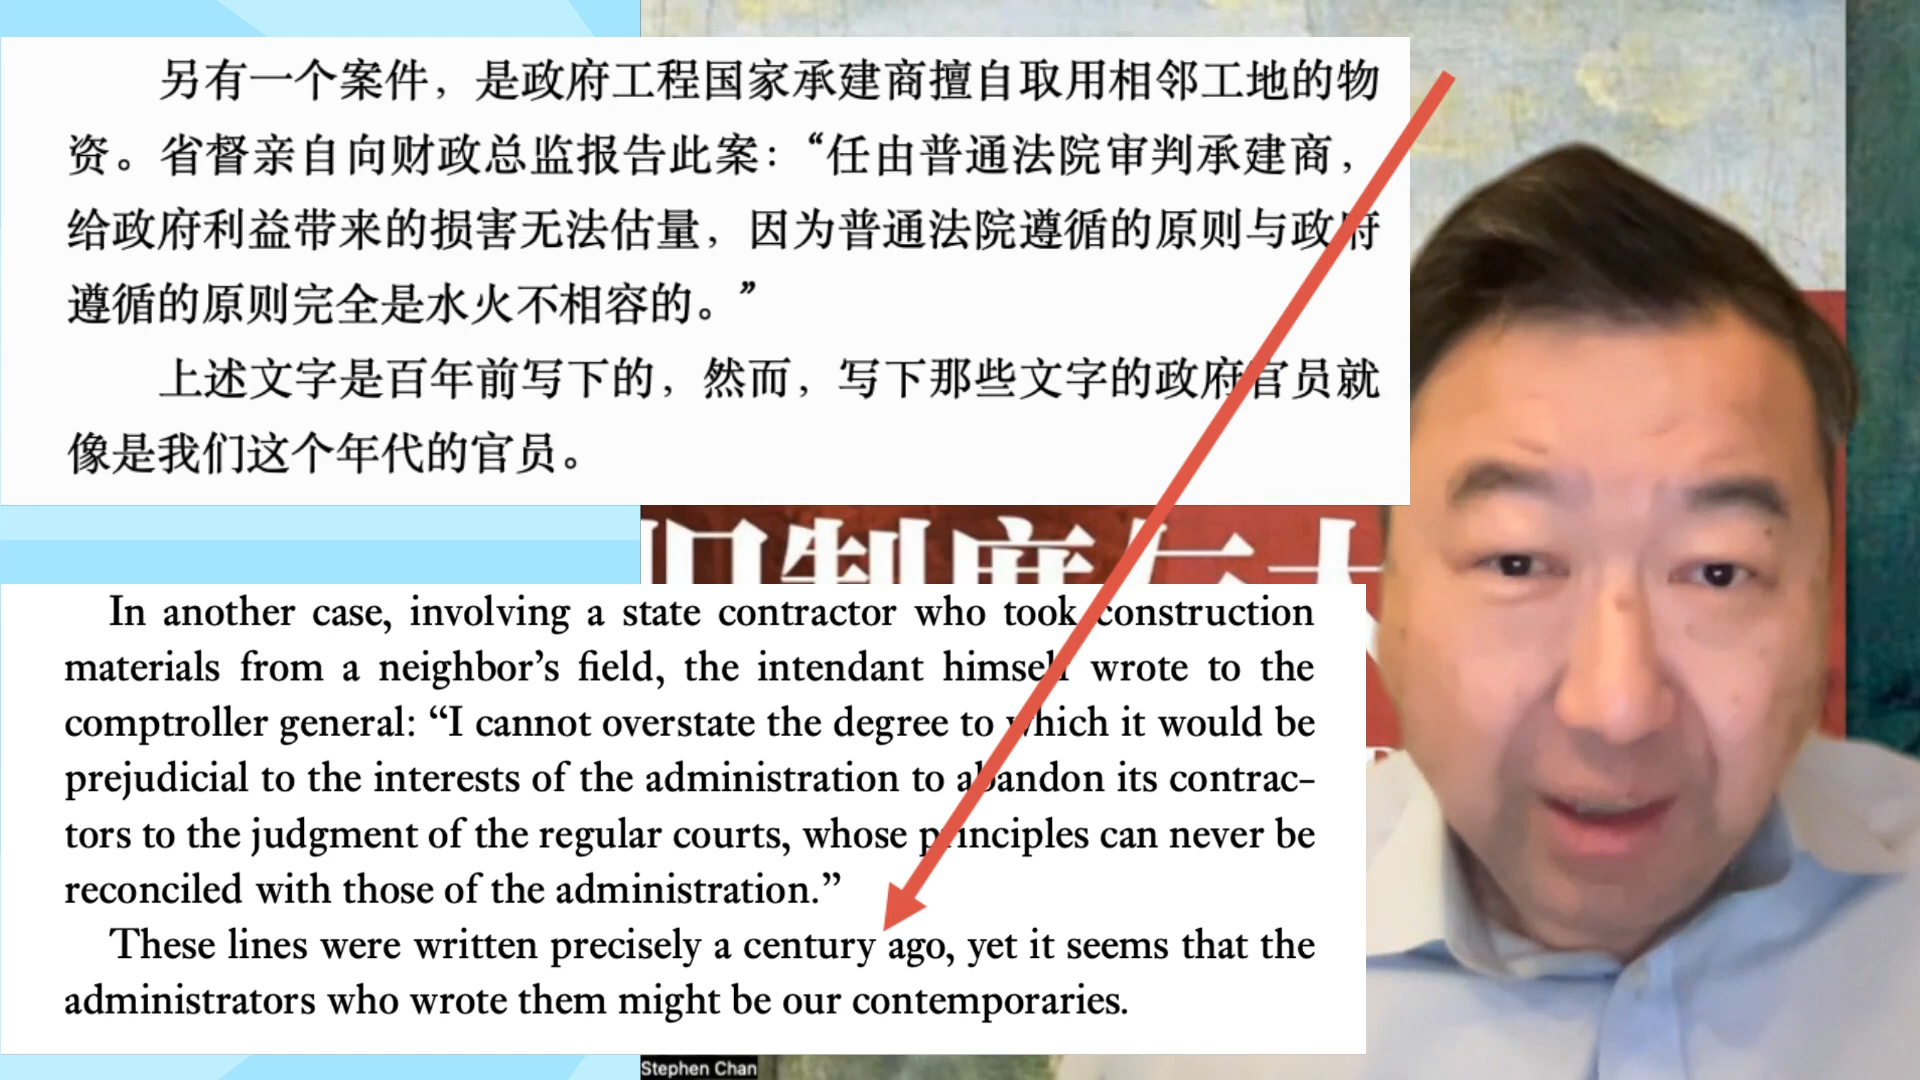 另有一个案件，是政府工程国家承建商擅自取用相邻工地的物
资。省督亲自向财政总监报告此案：“任由普通法院审判承建商，
给政府利益带来的损害无法估量，因为普通法院遵循的原则与政府
遵循的原则完全是水火不相容的。”
上述文字是百年前写下的，然而，写下那些文字的政府官员就
像是我们这个年代的官员。
旧制度与大
In another case, involving a state contractor who took construction
materials from a neighbor’s field, the intendant himself wrote to the
comptroller general: “I cannot overstate the degree to which it would be
prejudicial to the interests of the administration to abandon its contrac-
tors to the judgment of the regular courts, whose principles can never be
reconciled with those of the administration.”
These lines were written precisely a century ago, yet it seems that the
administrators who wrote them might be our contemporaries.
Stephen Chan